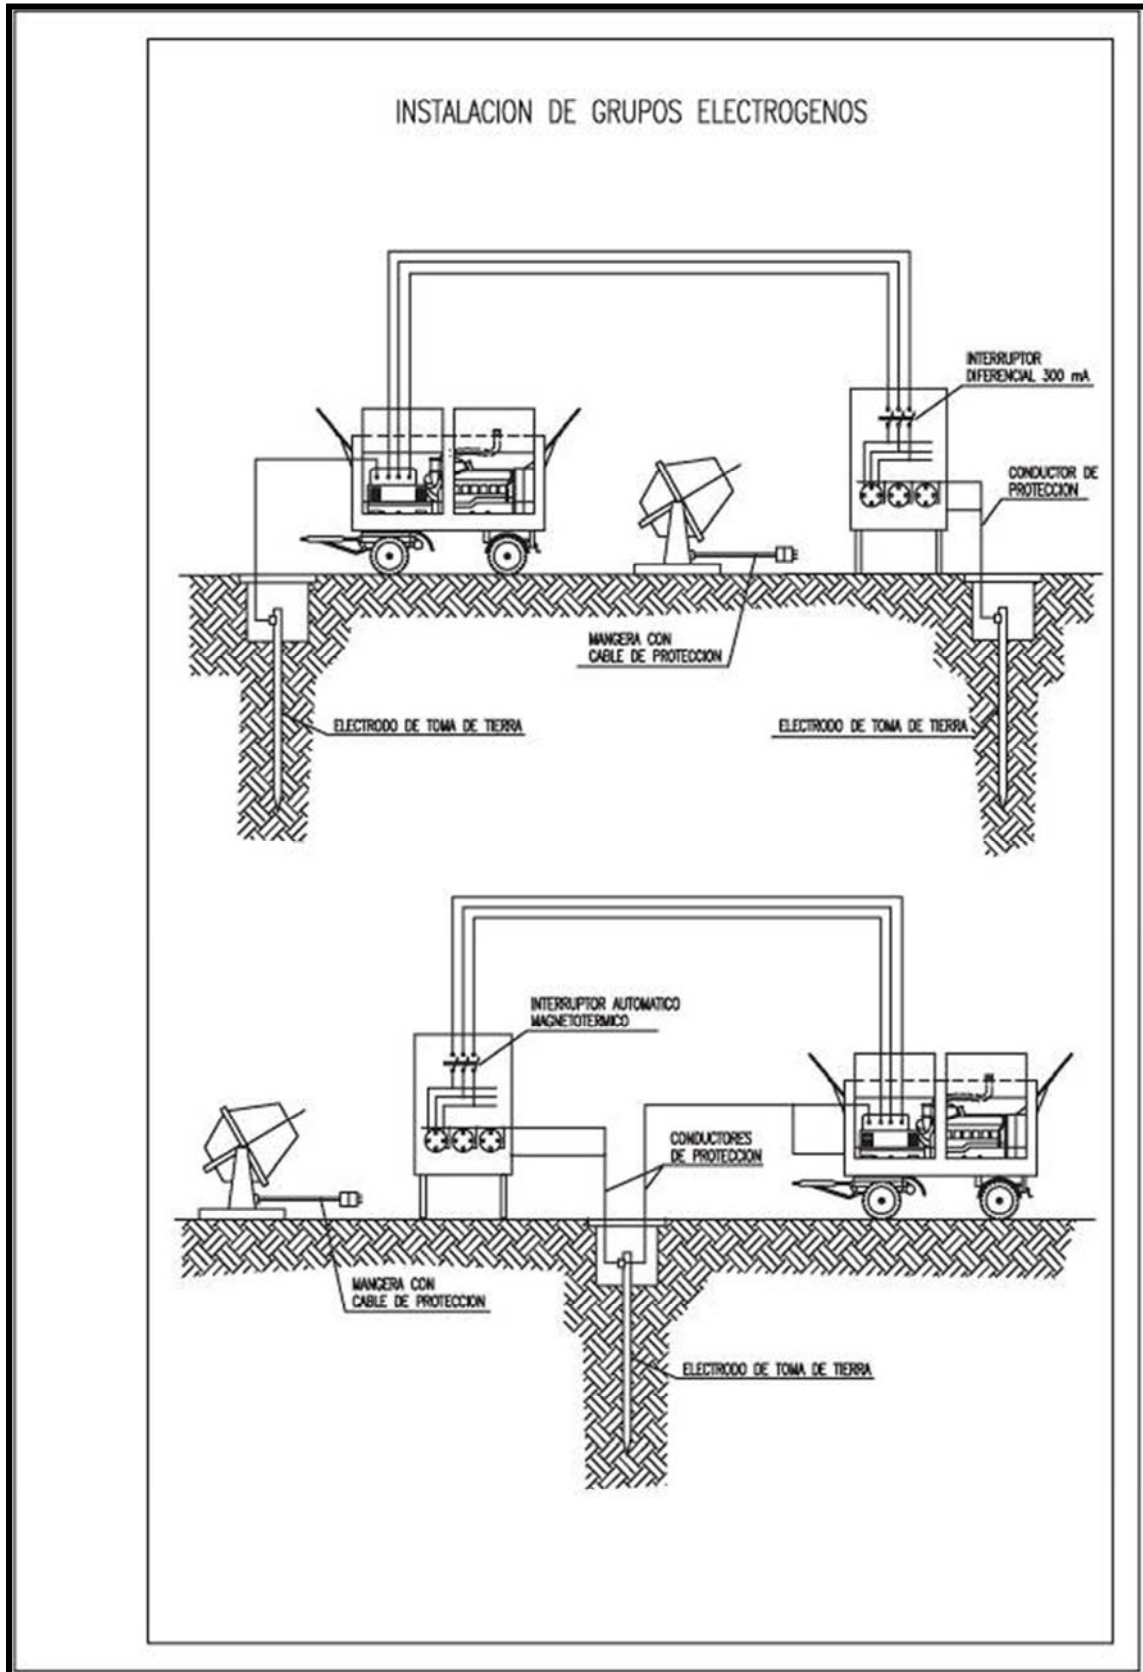 INSTALACION DE GRUPOS ELECTROGENOS
INTERRUPTOR
DIFERENCIAL 300 mA
CONDUCTOR DE
PROTECCION
MANGERA CON
CABLE DE PROTECCION
ELECTRODO DE TOMA DE TIERRA
ELECTRODO DE TOMA DE TIERRA
INTERRUPTOR AUTOMATICO
MAGNETOTERMICO
CONDUCTORES
DE PROTECCION
MANGERA CON
CABLE DE PROTECCION
ELECTRODO DE TOMA DE TIERRA